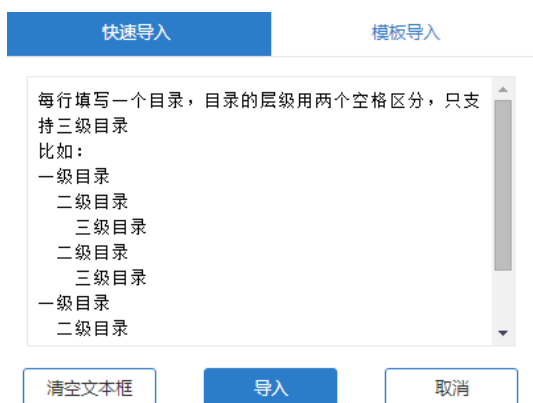 快速导入 模板导入
每行填写一个目录，目录的层级用两个空格区分，只支
持三级目录
比如：
一级目录
  二级目录
    三级目录
  二级目录
    三级目录
一级目录
  二级目录
清空文本框 导入 取消